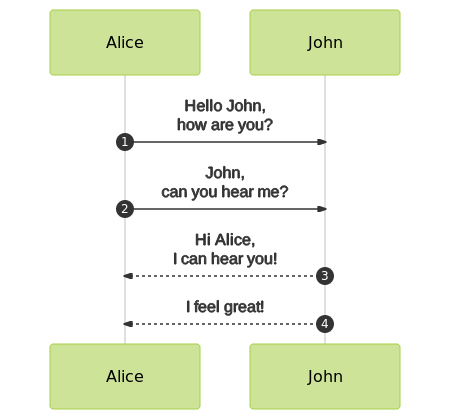 Alice
John
Hello John,
how are you?
1
John,
can you hear me?
2
Hi Alice,
I can hear you!
3
I feel great!
4
Alice
John